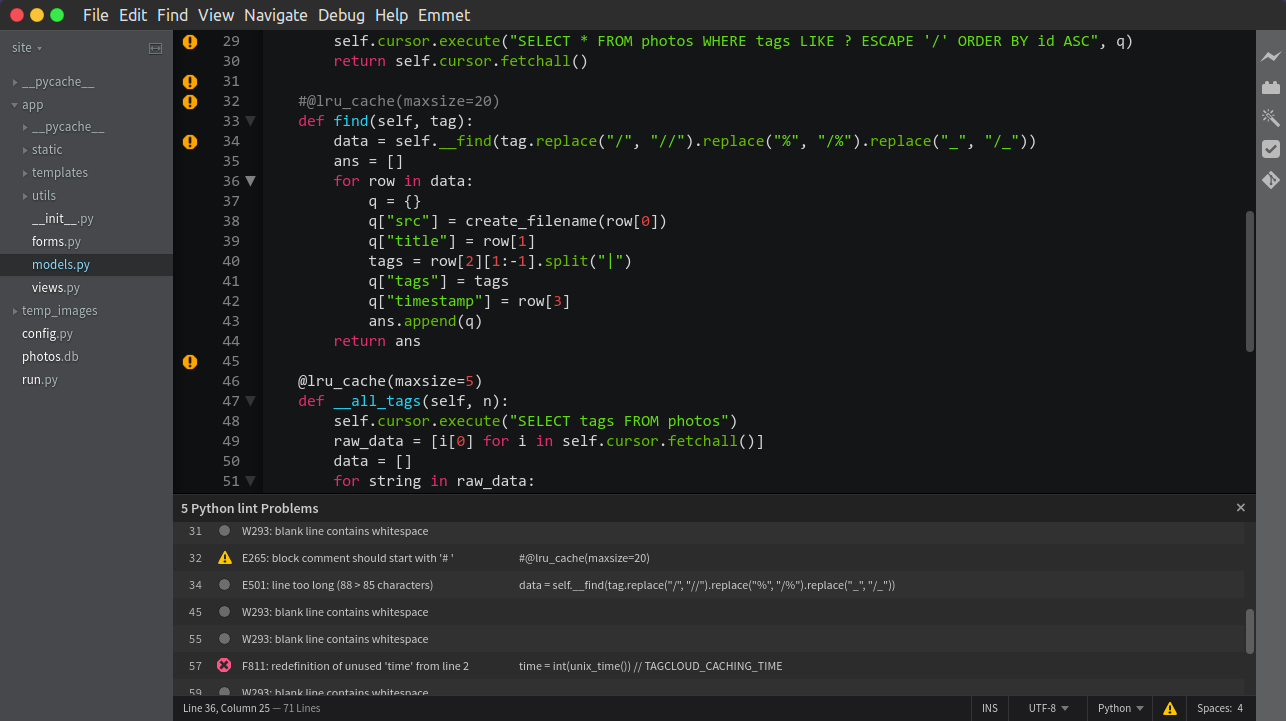 File Edit Find View Navigate Debug Help Emmet
site
__pycache__
app
__pycache__
static
templates
utils
__init__.py
forms.py
models.py
views.py
temp_images
config.py
photos.db
run.py
29 self.cursor.execute("SELECT * FROM photos WHERE tags LIKE ? ESCAPE '/' ORDER BY id ASC", q)
30 return self.cursor.fetchall()
31
32 #@lru_cache(maxsize=20)
33 def find(self, tag):
34 data = self.__find(tag.replace("/", "//").replace("%", "/%").replace("_", "/_"))
35 ans = []
36 for row in data:
37 q = {}
38 q["src"] = create_filename(row[0])
39 q["title"] = row[1]
40 tags = row[2][1:-1].split("|")
41 q["tags"] = tags
42 q["timestamp"] = row[3]
43 ans.append(q)
44 return ans
45
46 @lru_cache(maxsize=5)
47 def __all_tags(self, n):
48 self.cursor.execute("SELECT tags FROM photos")
49 raw_data = [i[0] for i in self.cursor.fetchall()]
50 data = []
51 for string in raw_data:
5 Python lint Problems
31 W293: blank line contains whitespace
32 E265: block comment should start with '# ' #@lru_cache(maxsize=20)
34 E501: line too long (88 > 85 characters) data = self.__find(tag.replace("/", "//").replace("%", "/%").replace("_", "/_"))
45 W293: blank line contains whitespace
55 W293: blank line contains whitespace
57 F811: redefinition of unused 'time' from line 2 time = int(unix_time()) // TAGCLOUD_CACHING_TIME
59 W293: blank line contains whitespace
Line 36, Column 25 — 71 Lines INS UTF-8 Python Spaces: 4